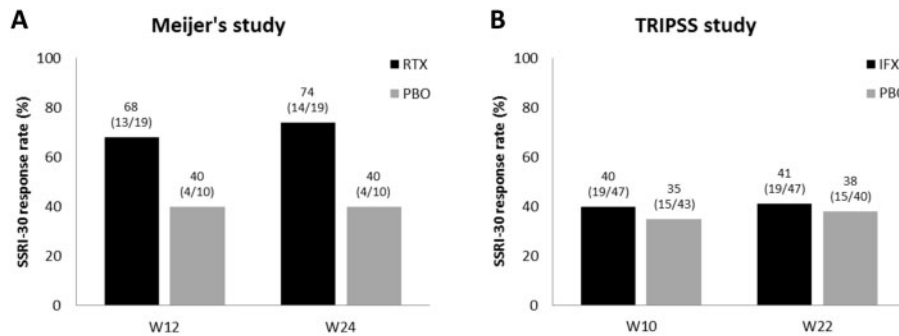 A
Meijer's study
SSRI-30 response rate (%)
100
80
60
40
20
0
RTX
PBO
68
(13/19)
40
(4/10)
74
(14/19)
40
(4/10)
W12
W24
B
TRIPSS study
SSRI-30 response rate (%)
100
80
60
40
20
0
IFX
PBO
40
(19/47)
35
(15/43)
41
(19/47)
38
(15/40)
W10
W22